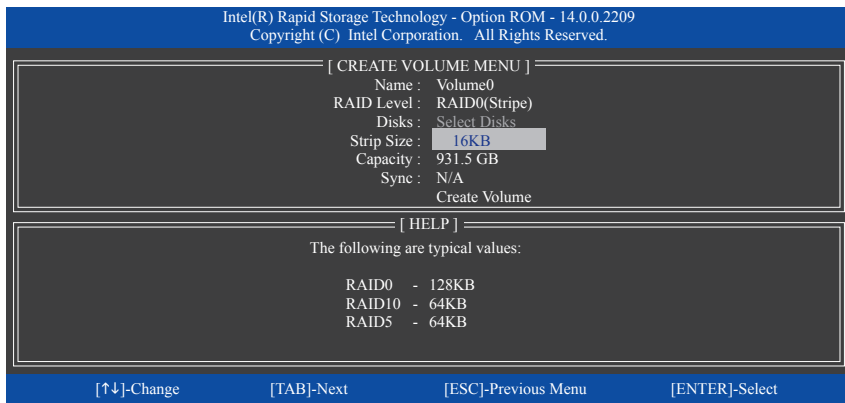 Intel(R) Rapid Storage Technology - Option ROM - 14.0.0.2209
Copyright (C) Intel Corporation. All Rights Reserved.
[ CREATE VOLUME MENU ]
Name : Volume0
RAID Level : RAID0(Stripe)
Disks : Select Disks
Strip Size : 16KB
Capacity : 931.5 GB
Sync : N/A
Create Volume
[ HELP ]
The following are typical values:
RAID0 - 128KB
RAID10 - 64KB
RAID5 - 64KB
[↑↓]-Change [TAB]-Next [ESC]-Previous Menu [ENTER]-Select